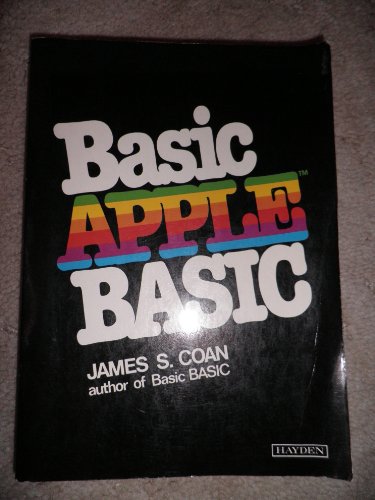 Basic
APPLE™
BASIC
JAMES S. COAN
author of Basic BASIC
HAYDEN